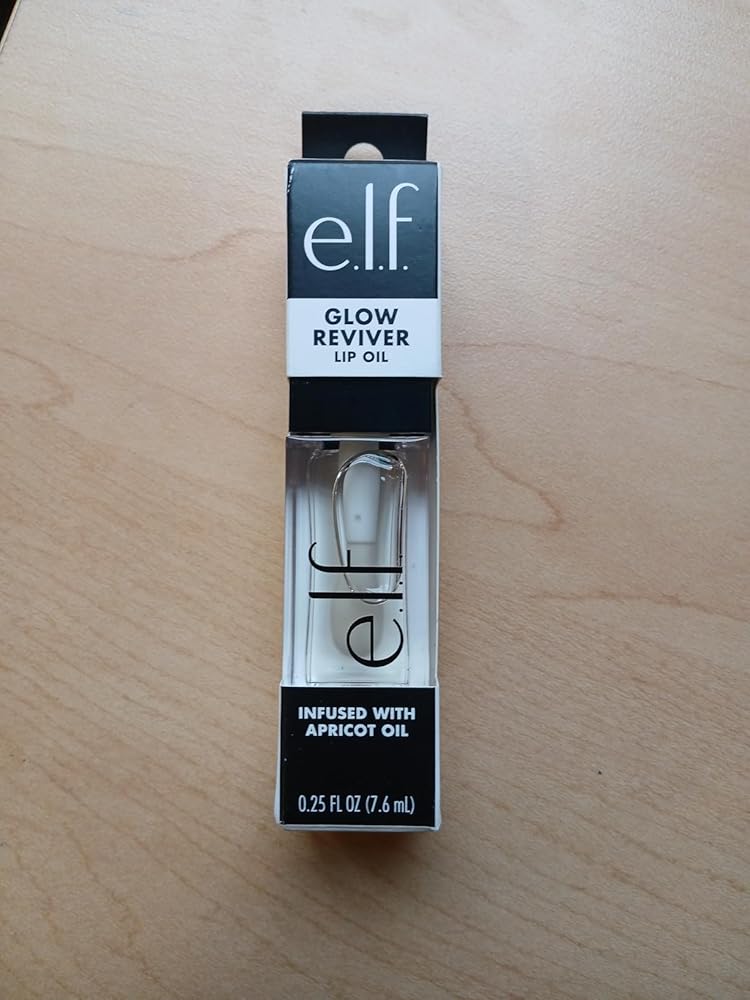 e.l.f.
GLOW
REVIVER
LIP OIL
e.l.f.
INFUSED WITH
APRICOT OIL
0.25 FL OZ (7.6 mL)